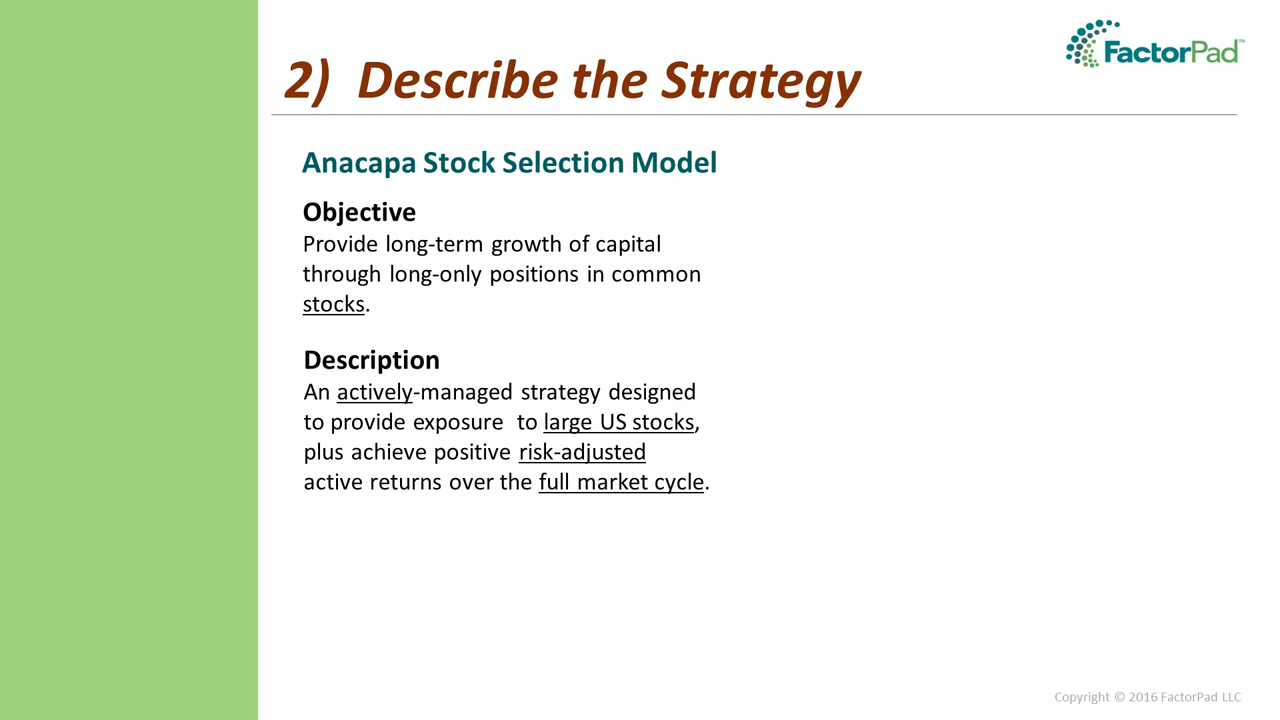 FactorPad™
2) Describe the Strategy
Anacapa Stock Selection Model
Objective
Provide long-term growth of capital
through long-only positions in common
stocks.
Description
An actively-managed strategy designed
to provide exposure to large US stocks,
plus achieve positive risk-adjusted
active returns over the full market cycle.
Copyright © 2016 FactorPad LLC